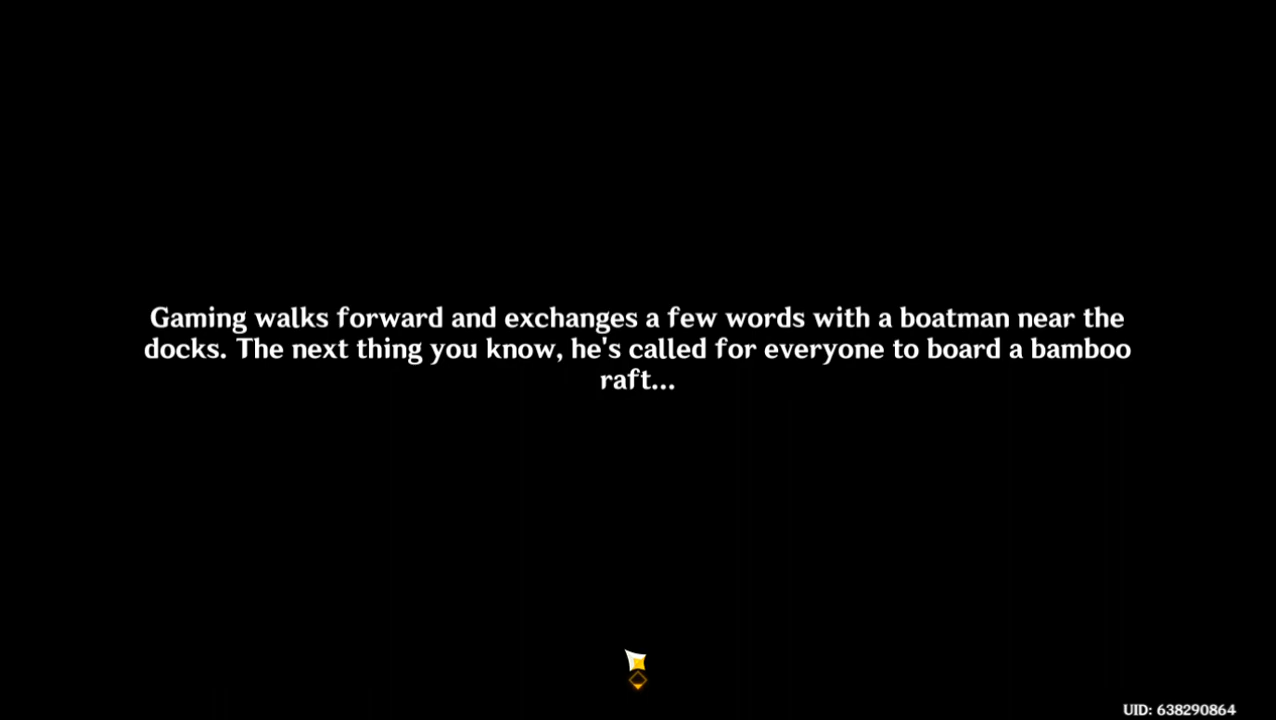 Gaming walks forward and exchanges a few words with a boatman near the
docks. The next thing you know, he's called for everyone to board a bamboo
raft...
UID: 638290864